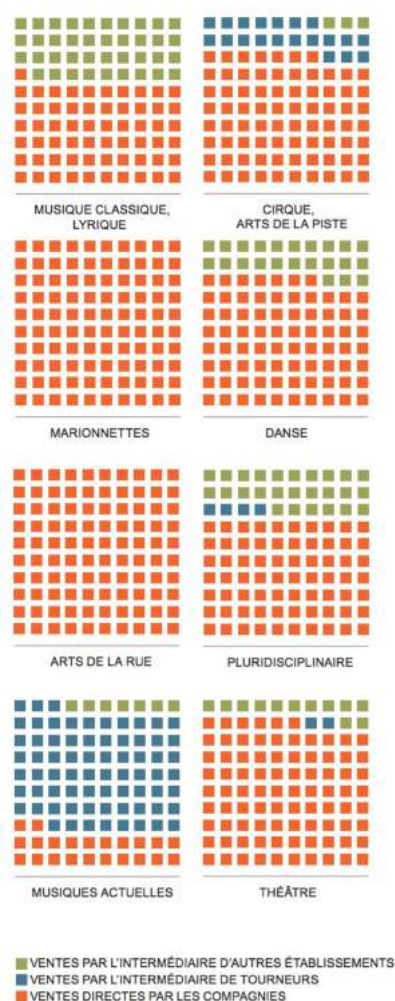 MUSIQUE CLASSIQUE,
LYRIQUE
CIRQUE,
ARTS DE LA PISTE
MARIONNETTES
DANSE
ARTS DE LA RUE
PLURIDISCIPLINAIRE
MUSIQUES ACTUELLES
THÉÂTRE
VENTES PAR L'INTERMÉDIAIRE D'AUTRES ÉTABLISSEMENTS
VENTES PAR L'INTERMÉDIAIRE DE TOURNEURS
VENTES DIRECTES PAR LES COMPAGNIES